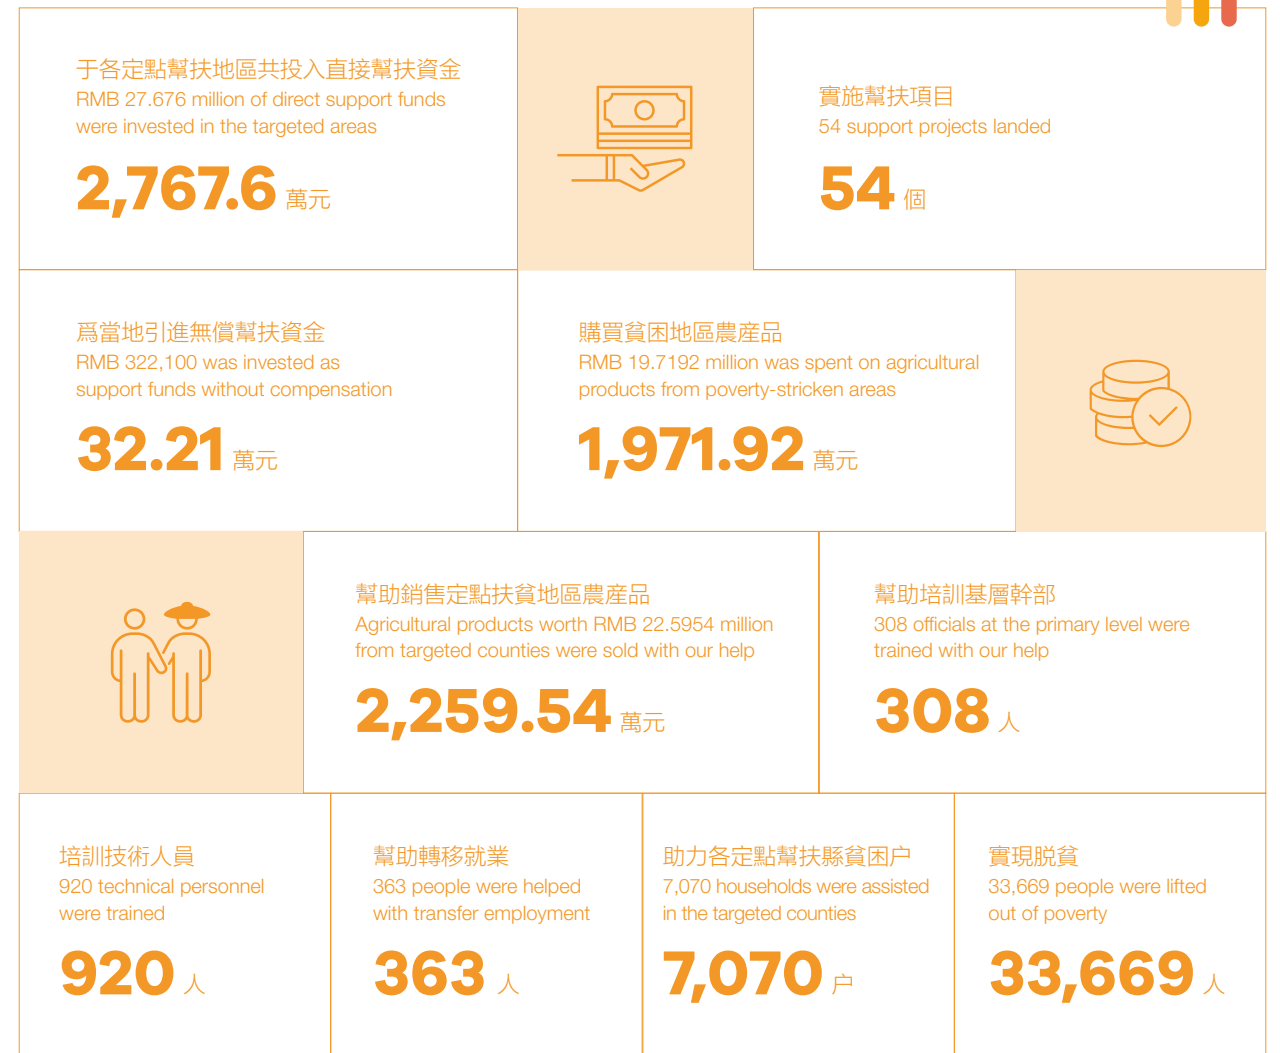 于各定點幫扶地區共投入直接幫扶資金
RMB 27.676 million of direct support funds
were invested in the targeted areas
2,767.6 萬元
實施幫扶項目
54 support projects landed
54 個
爲當地引進無償幫扶資金
RMB 322,100 was invested as
support funds without compensation
32.21 萬元
購買貧困地區農産品
RMB 19.7192 million was spent on agricultural
products from poverty-stricken areas
1,971.92 萬元
幫助銷售定點扶貧地區農産品
Agricultural products worth RMB 22.5954 million
from targeted counties were sold with our help
2,259.54 萬元
幫助培訓基層幹部
308 officials at the primary level were
trained with our help
308 人
培訓技術人員
920 technical personnel
were trained
920 人
幫助轉移就業
363 people were helped
with transfer employment
363 人
助力各定點幫扶縣貧困户
7,070 households were assisted
in the targeted counties
7,070 户
實現脱貧
33,669 people were lifted
out of poverty
33,669 人